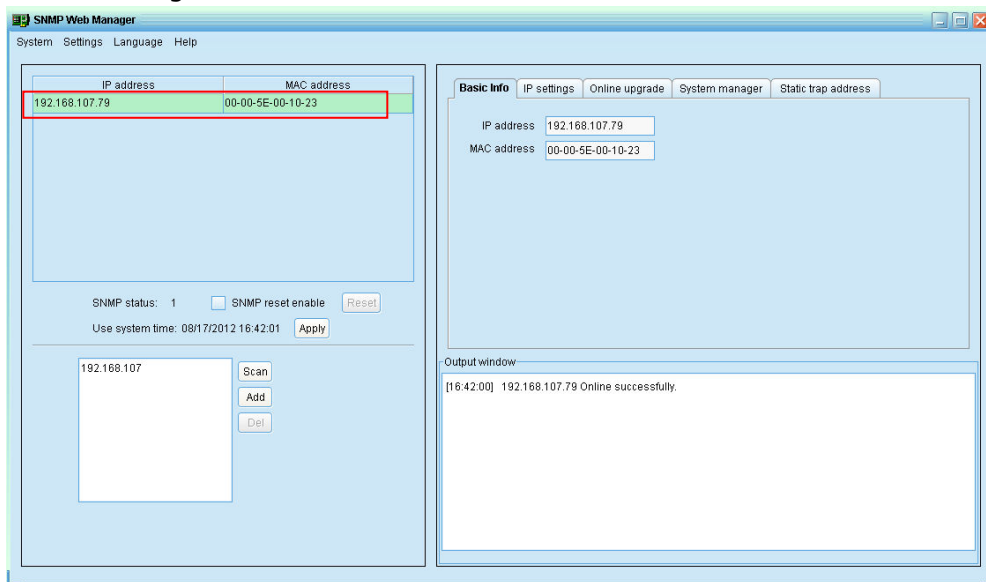 SNMP Web Manager
System Settings Language Help
IP address MAC address
192.168.107.79 00-00-5E-00-10-23
SNMP status: 1 SNMP reset enable Reset
Use system time: 08/17/2012 16:42:01 Apply
192.168.107
Scan
Add
Del
Basic Info IP settings Online upgrade System manager Static trap address
IP address 192.168.107.79
MAC address 00-00-5E-00-10-23
Output window
[16:42:00] 192.168.107.79 Online successfully.